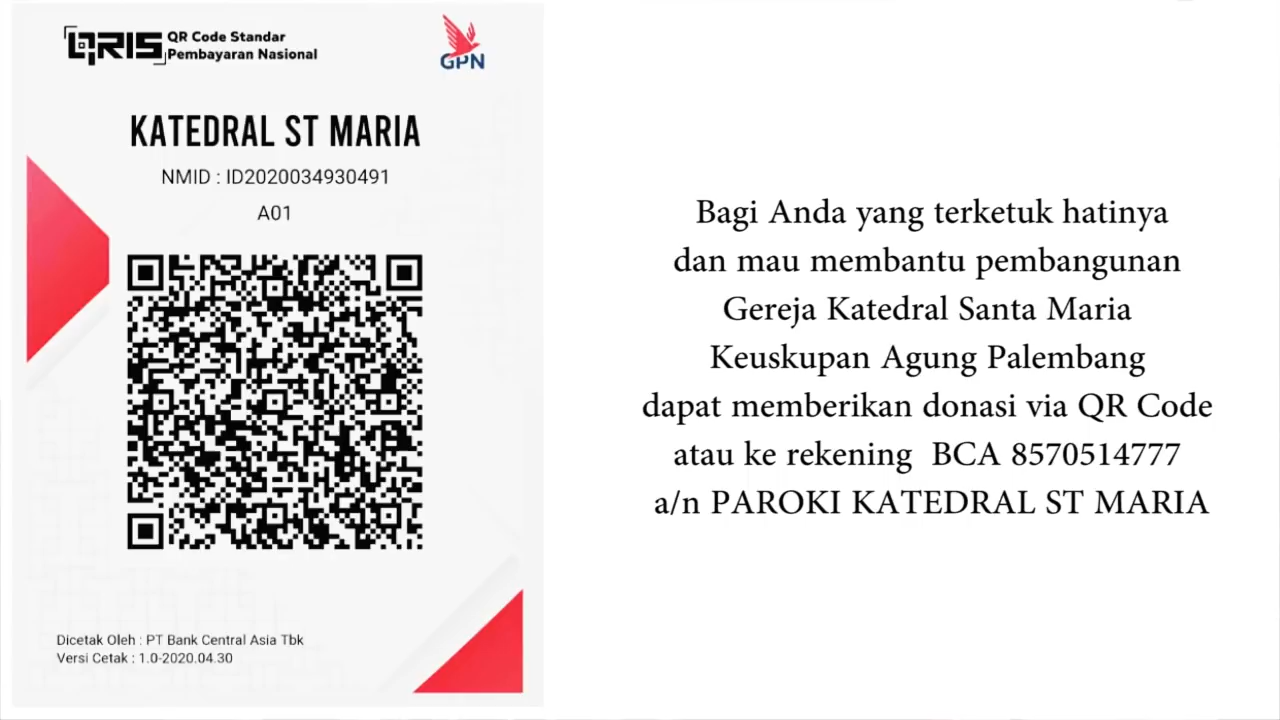 QRIS QR Code Standar
Pembayaran Nasional
GPN
KATEDRAL ST MARIA
NMID : ID2020034930491
A01
Dicetak Oleh : PT Bank Central Asia Tbk
Versi Cetak : 1.0-2020.04.30
Bagi Anda yang terketuk hatinya
dan mau membantu pembangunan
Gereja Katedral Santa Maria
Keuskupan Agung Palembang
dapat memberikan donasi via QR Code
atau ke rekening BCA 8570514777
a/n PAROKI KATEDRAL ST MARIA